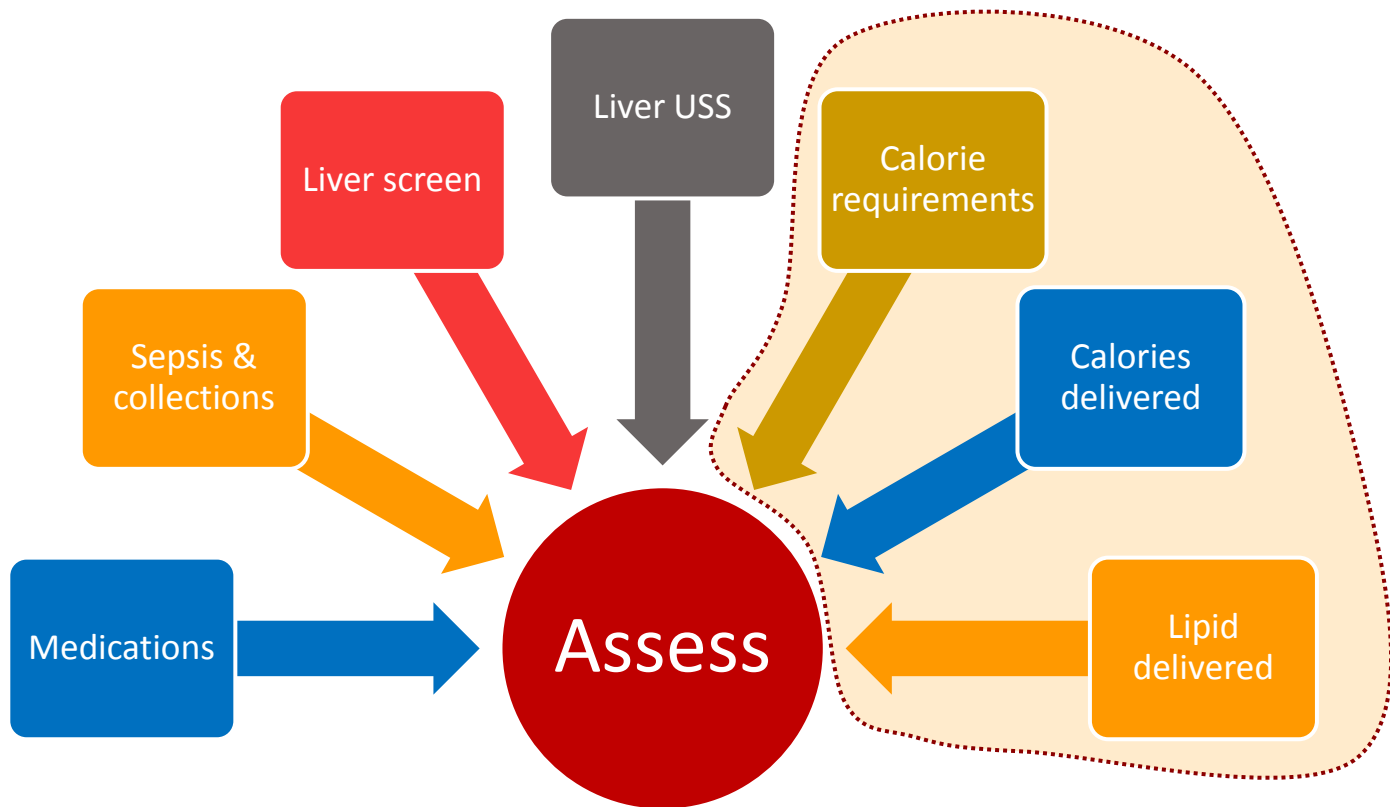 Liver USS
Liver screen
Calorie
requirements
Sepsis &
collections
Calories
delivered
Medications
Assess
Lipid
delivered